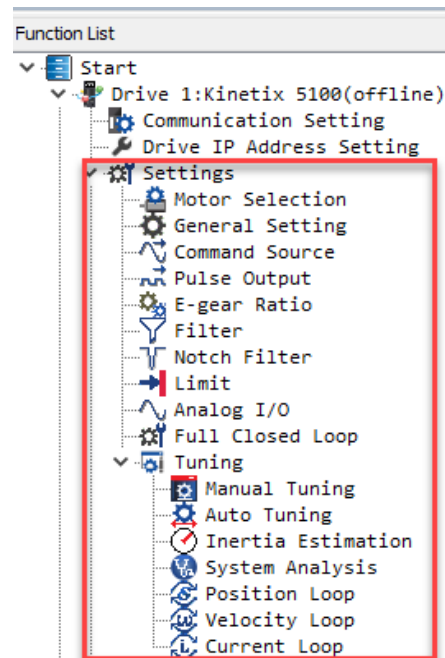 Function List
Start
Drive 1:Kinetix 5100(offline)
Communication Setting
Drive IP Address Setting
Settings
Motor Selection
General Setting
Command Source
Pulse Output
E-gear Ratio
Filter
Notch Filter
Limit
Analog I/O
Full Closed Loop
Tuning
Manual Tuning
Auto Tuning
Inertia Estimation
System Analysis
Position Loop
Velocity Loop
Current Loop